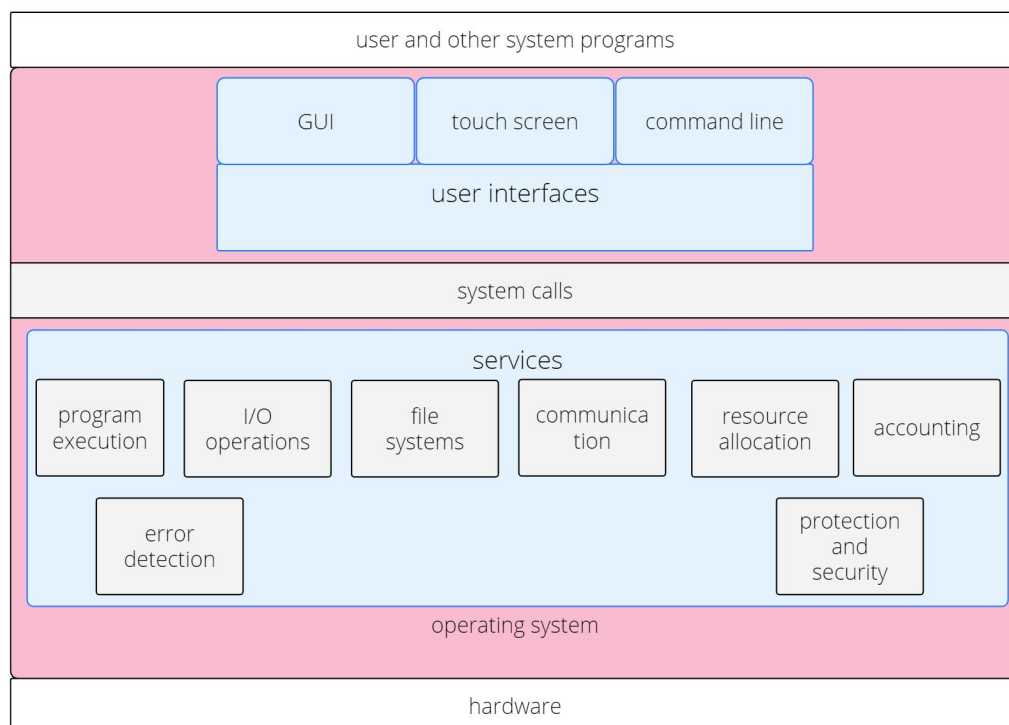 user and other system programs
GUI
touch screen
command line
user interfaces
system calls
services
program
execution
I/O
operations
file
systems
communica
tion
resource
allocation
accounting
error
detection
protection
and
security
operating system
hardware